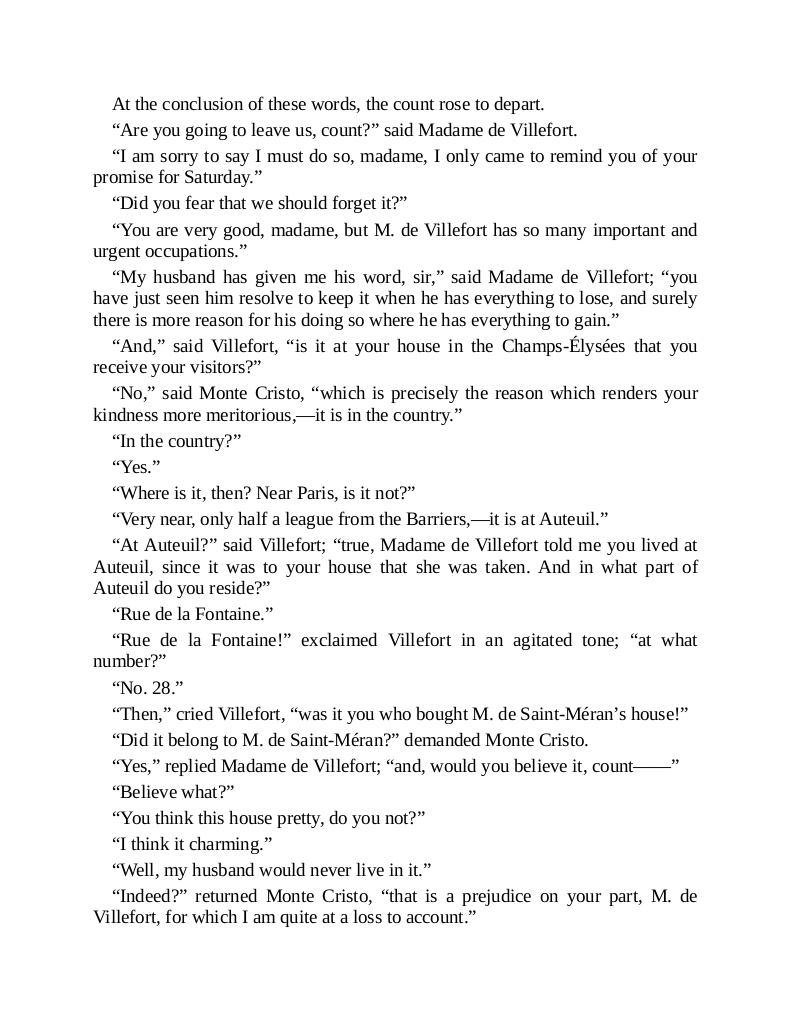 At the conclusion of these words, the count rose to depart.
“Are you going to leave us, count?” said Madame de Villefort.
“I am sorry to say I must do so, madame, I only came to remind you of your
promise for Saturday.”
“Did you fear that we should forget it?”
“You are very good, madame, but M. de Villefort has so many important and
urgent occupations.”
“My husband has given me his word, sir,” said Madame de Villefort; “you
have just seen him resolve to keep it when he has everything to lose, and surely
there is more reason for his doing so where he has everything to gain.”
“And,” said Villefort, “is it at your house in the Champs-Élysées that you
receive your visitors?”
“No,” said Monte Cristo, “which is precisely the reason which renders your
kindness more meritorious,—it is in the country.”
“In the country?”
“Yes.”
“Where is it, then? Near Paris, is it not?”
“Very near, only half a league from the Barriers,—it is at Auteuil.”
“At Auteuil?” said Villefort; “true, Madame de Villefort told me you lived at
Auteuil, since it was to your house that she was taken. And in what part of
Auteuil do you reside?”
“Rue de la Fontaine.”
“Rue de la Fontaine!” exclaimed Villefort in an agitated tone; “at what
number?”
“No. 28.”
“Then,” cried Villefort, “was it you who bought M. de Saint-Méran’s house!”
“Did it belong to M. de Saint-Méran?” demanded Monte Cristo.
“Yes,” replied Madame de Villefort; “and, would you believe it, count——”
“Believe what?”
“You think this house pretty, do you not?”
“I think it charming.”
“Well, my husband would never live in it.”
“Indeed?” returned Monte Cristo, “that is a prejudice on your part, M. de
Villefort, for which I am quite at a loss to account.”